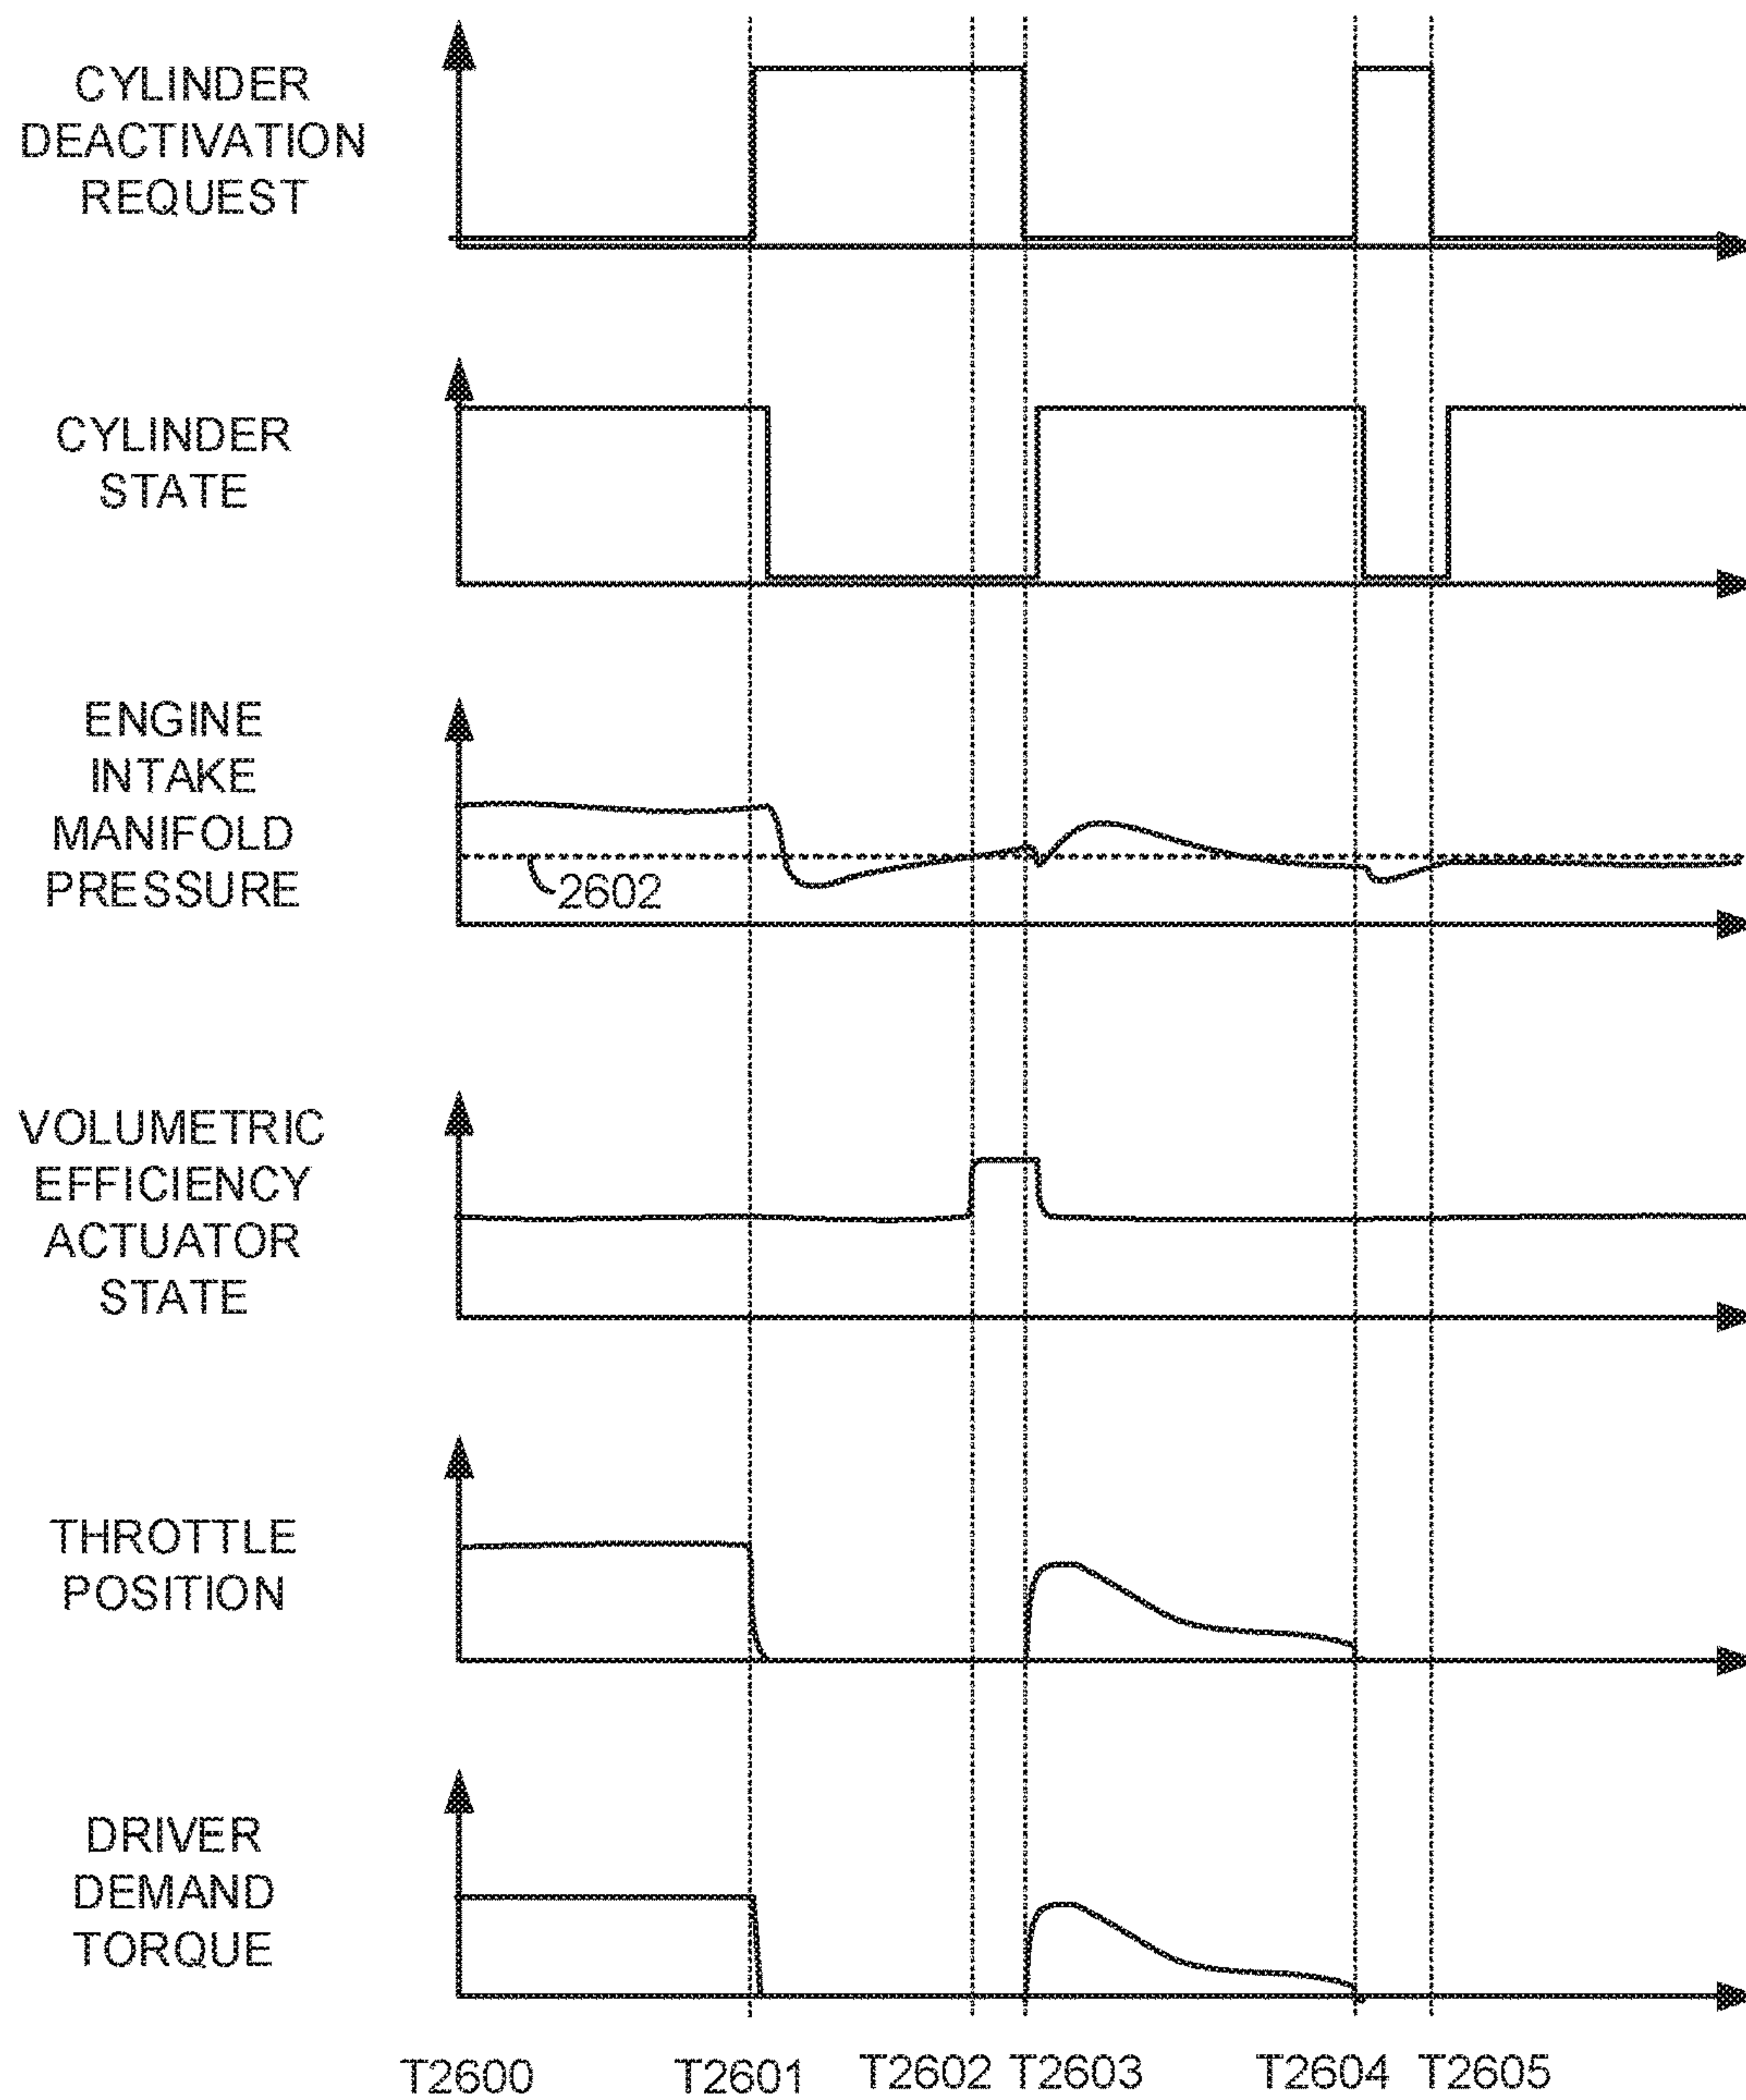 CYLINDER
DEACTIVATION
REQUEST
CYLINDER
STATE
ENGINE
INTAKE
MANIFOLD
PRESSURE
2602
VOLUMETRIC
EFFICIENCY
ACTUATOR
STATE
THROTTLE
POSITION
DRIVER
DEMAND
TORQUE
T2600 T2601 T2602 T2603 T2604 T2605